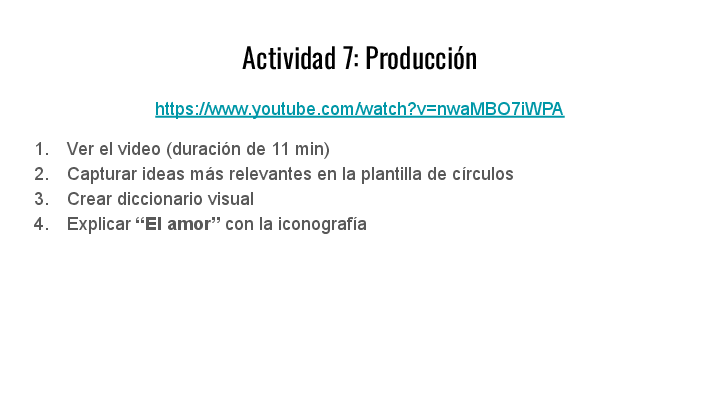 Actividad 7: Producción
https://www.youtube.com/watch?v=nwaMBO7iWPA
1. Ver el video (duración de 11 min)
2. Capturar ideas más relevantes en la plantilla de círculos
3. Crear diccionario visual
4. Explicar “El amor” con la iconografía